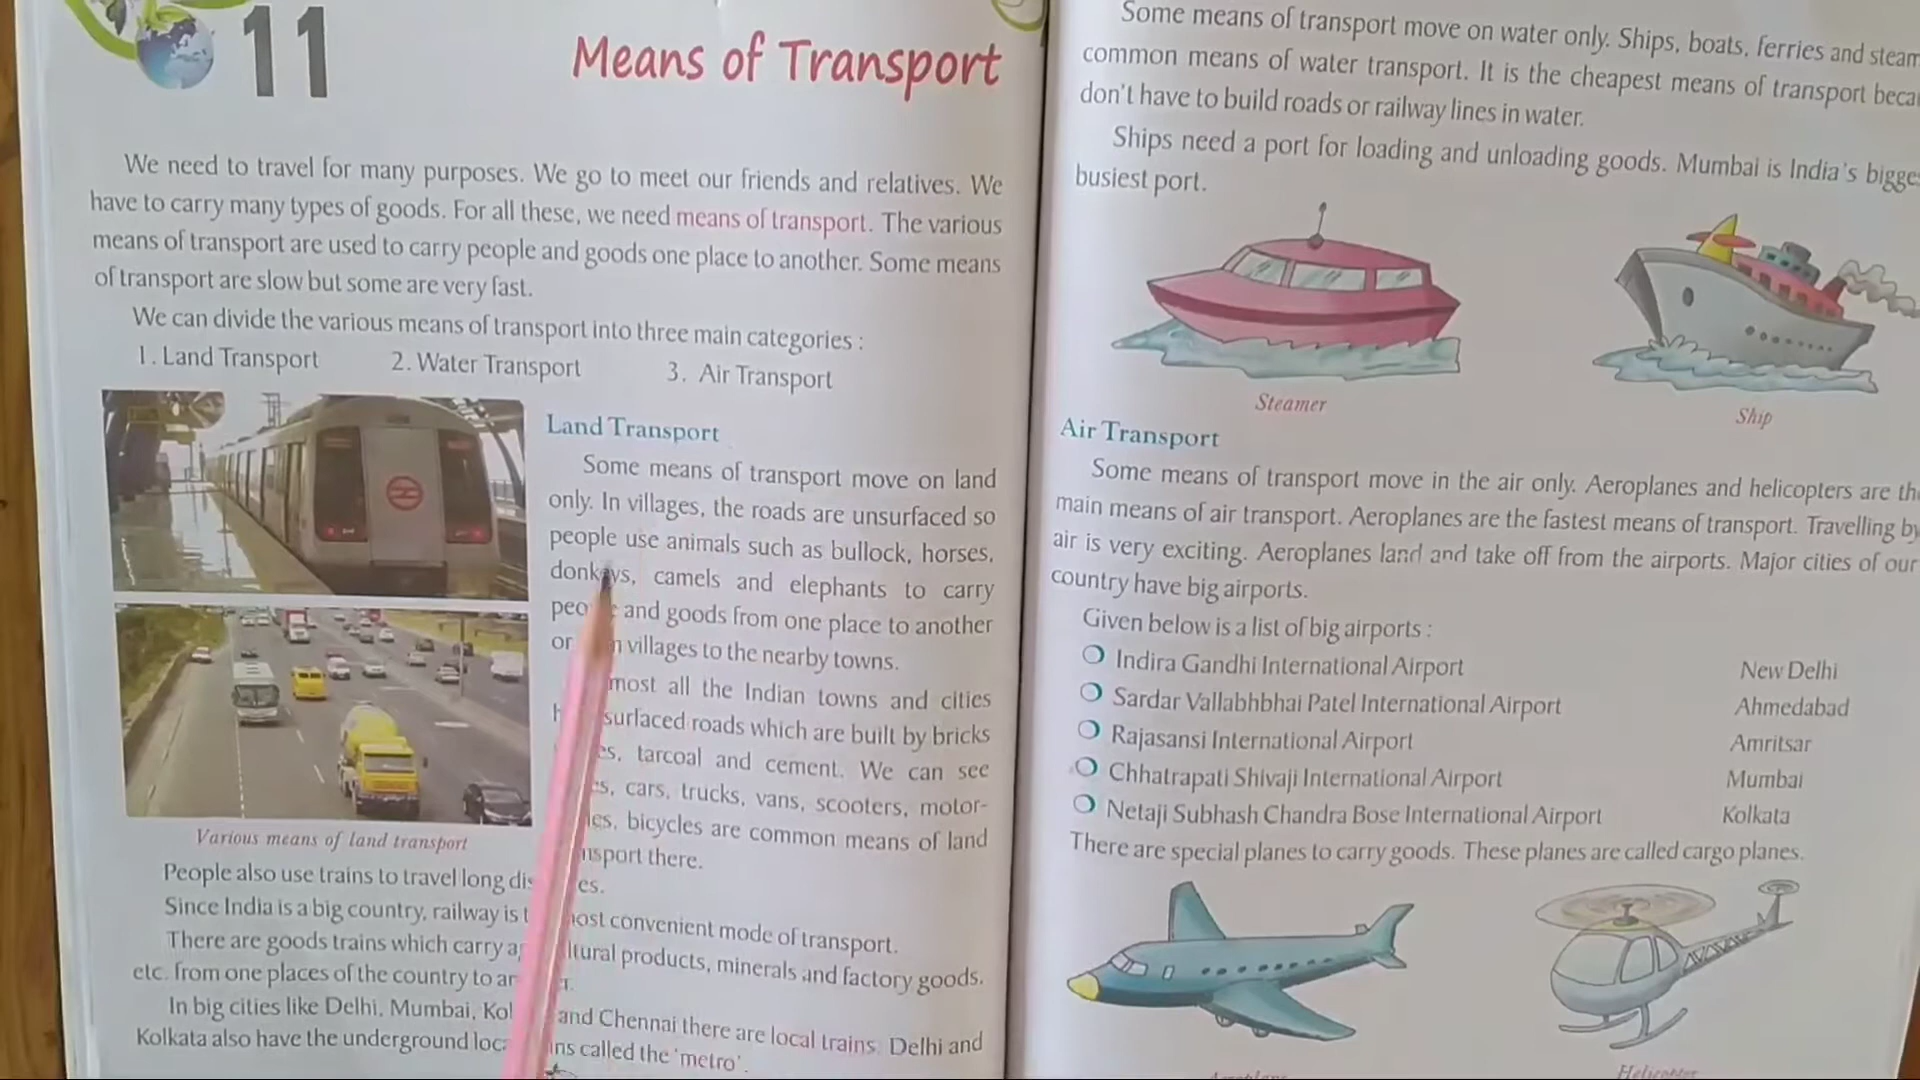 11
Means of Transport
We need to travel for many purposes. We go to meet our friends and relatives. We
have to carry many types of goods. For all these, we need means of transport. The various
means of transport are used to carry people and goods one place to another. Some means
of transport are slow but some are very fast.
We can divide the various means of transport into three main categories :
1. Land Transport 2. Water Transport 3. Air Transport
Land Transport
Some means of transport move on land
only. In villages, the roads are unsurfaced so
people use animals such as bullock, horses,
donkeys, camels and elephants to carry
and goods from one place to another
villages to the nearby towns.
most all the Indian towns and cities
surfaced roads which are built by bricks
tarcoal and cement. We can see
cars, trucks, vans, scooters, motor-
bicycles are common means of land
there.
Various means of land transport
People also use trains to travel long
Since India is a big country, railway is most convenient mode of transport.
There are goods trains which carry products, minerals and factory goods.
etc. from one places of the country to
In big cities like Delhi, Mumbai, and Chennai there are local trains. Delhi and
Kolkata also have the underground called the 'metro'.
Some means of transport move on water only. Ships, boats, ferries and steam
common means of water transport. It is the cheapest means of transport beca
don't have to build roads or railway lines in water.
Ships need a port for loading and unloading goods. Mumbai is India's bigges
busiest port.
Steamer
Ship
Air Transport
Some means of transport move in the air only. Aeroplanes and helicopters are the
main means of air transport. Aeroplanes are the fastest means of transport. Travelling by
air is very exciting. Aeroplanes land and take off from the airports. Major cities of our
country have big airports.
Given below is a list of big airports :
Indira Gandhi International Airport New Delhi
Sardar Vallabhbhai Patel International Airport Ahmedabad
Rajasansi International Airport Amritsar
Chhatrapati Shivaji International Airport Mumbai
Netaji Subhash Chandra Bose International Airport Kolkata
There are special planes to carry goods. These planes are called cargo planes.
Helicopter